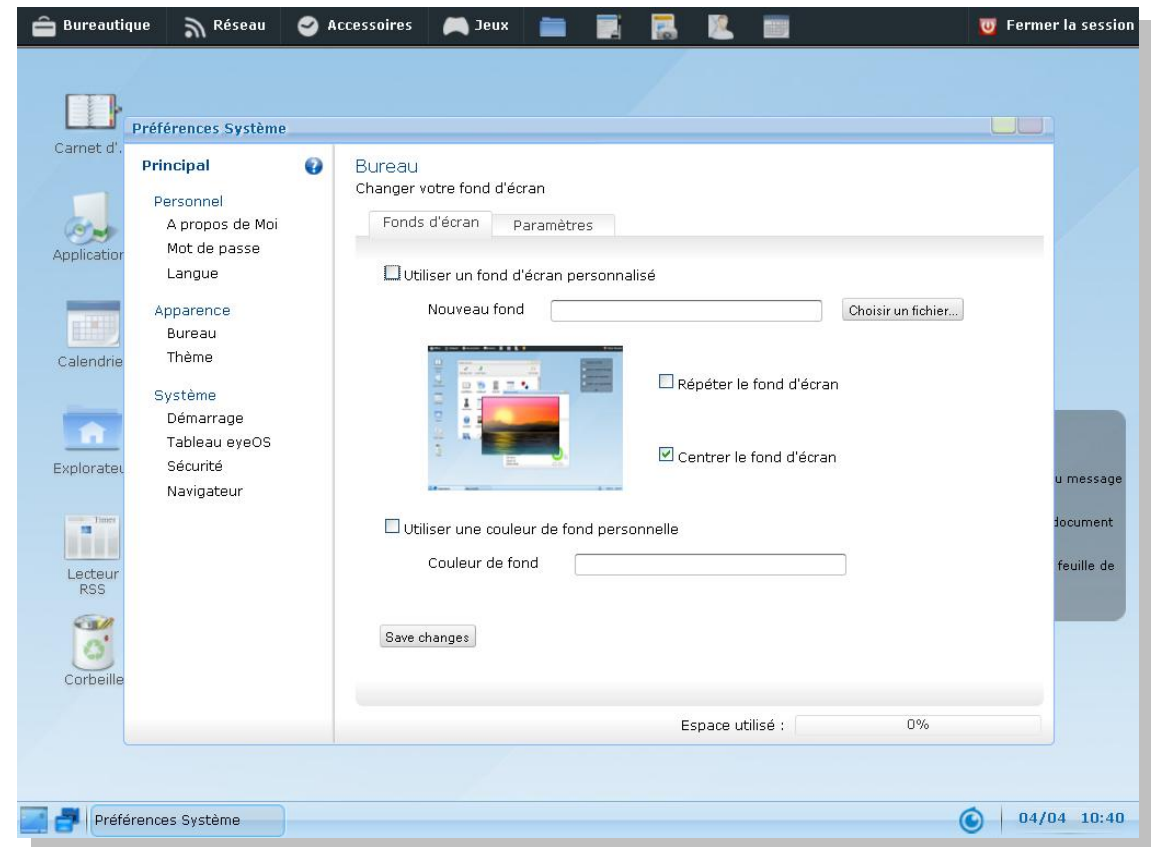 Bureautique Réseau Accessoires Jeux Fermer la session
Carnet d'.
Application
Calendrie
Explorateu
Lecteur
RSS
Corbeille
Préférences Système
Principal
Personnel
A propos de Moi
Mot de passe
Langue
Apparence
Bureau
Thème
Système
Démarrage
Tableau eyeOS
Sécurité
Navigateur
Bureau
Changer votre fond d'écran
Fonds d'écran Paramètres
Utiliser un fond d'écran personnalisé
Nouveau fond Choisir un fichier...
Répéter le fond d'écran
Centrer le fond d'écran
Utiliser une couleur de fond personnelle
Couleur de fond
Save changes
Espace utilisé : 0%
u message
document
feuille de
Préférences Système 04/04 10:40